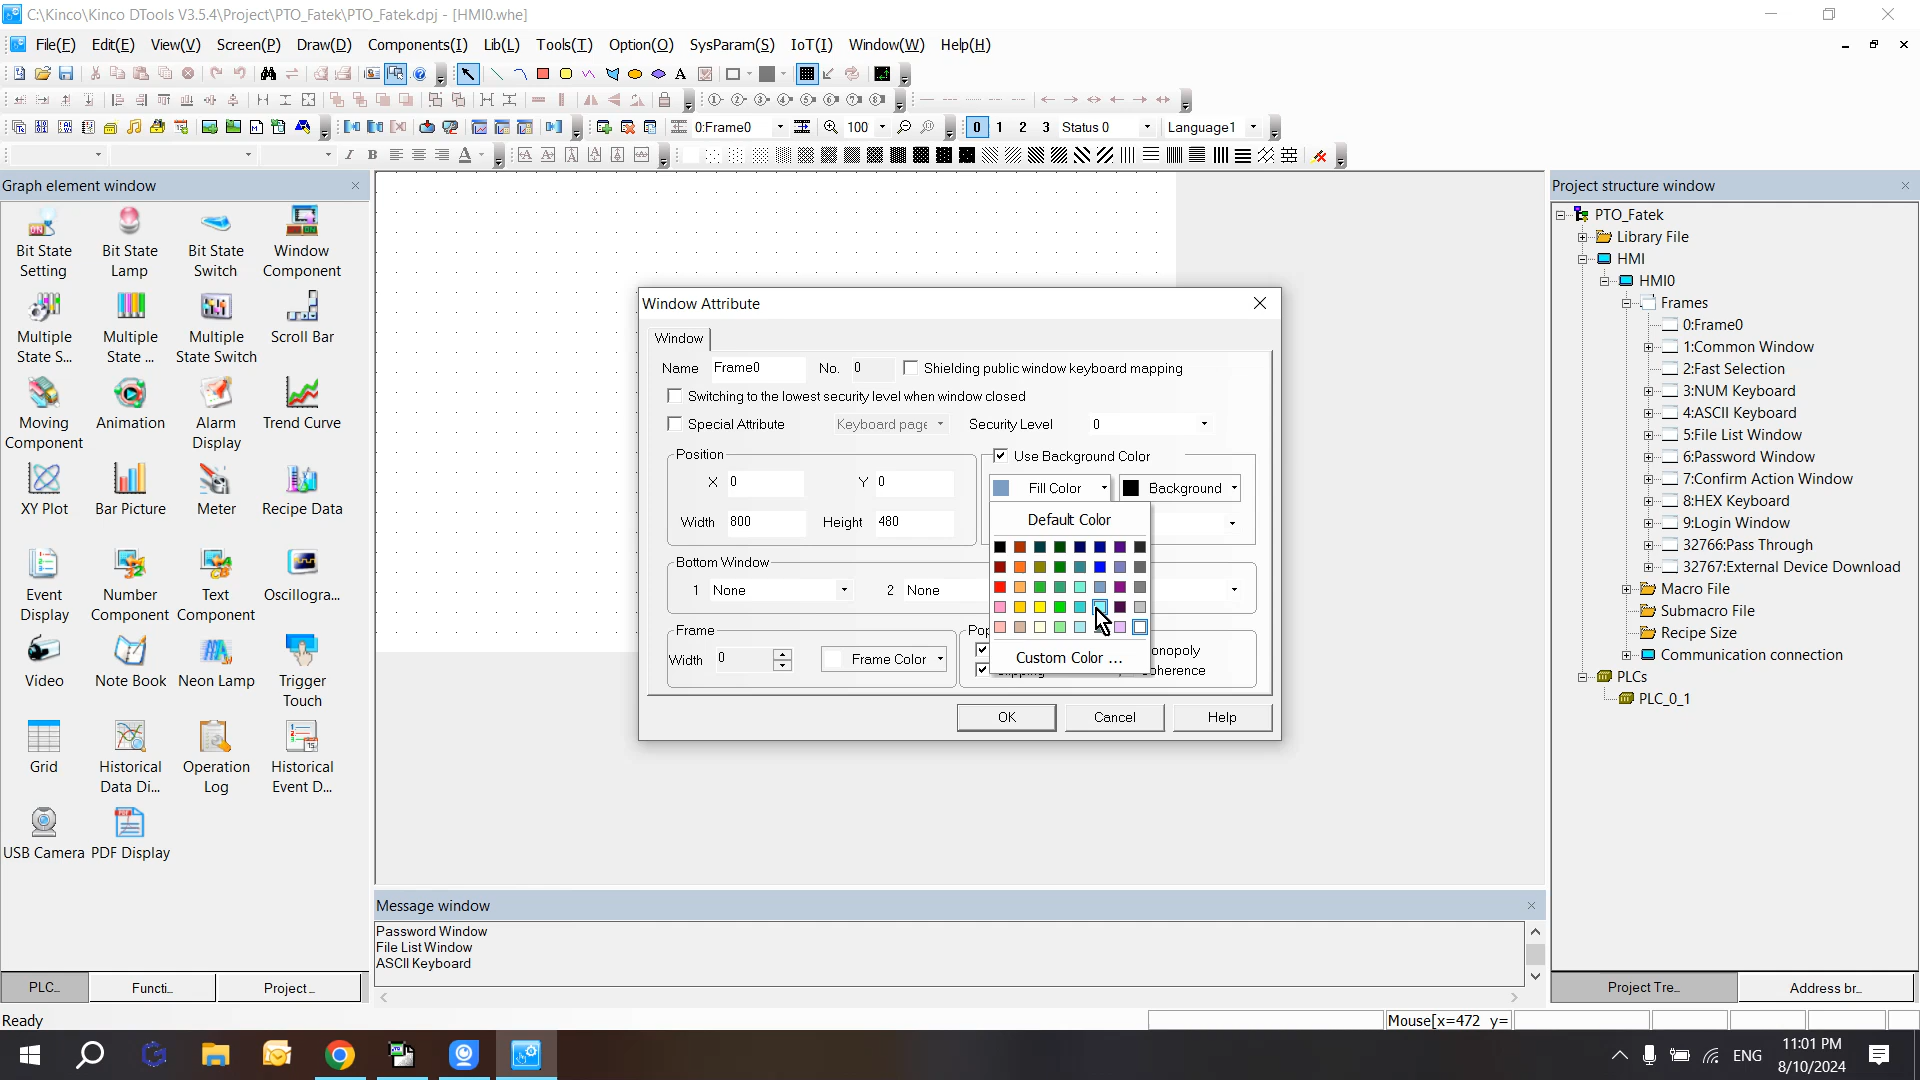 C:\Kinco\Kinco DTools V3.5.4\Project\PTO_Fatek\PTO_Fatek.dpj - [HMI0.whe]
File(F) Edit(E) View(V) Screen(P) Draw(D) Components(I) Lib(L) Tools(T) Option(O) SysParam(S) IoT(I) Window(W) Help(H)
0:Frame0 100 0 1 2 3 Status 0 Language1
Graph element window
Bit State Setting
Bit State Lamp
Bit State Switch
Window Component
Multiple State S...
Multiple State ...
Multiple State Switch
Scroll Bar
Moving Component
Animation
Alarm Display
Trend Curve
XY Plot
Bar Picture
Meter
Recipe Data
Event Display
Number Component
Text Component
Oscillogra...
Video
Note Book
Neon Lamp
Trigger Touch
Grid
Historical Data Di...
Operation Log
Historical Event D...
USB Camera
PDF Display
PLC...
Functi...
Project ...
Window Attribute
Window
Name Frame0 No. 0 Shielding public window keyboard mapping
Switching to the lowest security level when window closed
Special Attribute Keyboard page Security Level 0
Position
X 0 Y 0
Width 800 Height 480
Use Background Color
Fill Color Background
Default Color
Custom Color ...
Bottom Window
1 None 2 None
Frame
Width 0 Frame Color
OK Cancel Help
Message window
Password Window
File List Window
ASCII Keyboard
Project structure window
PTO_Fatek
Library File
HMI
HMI0
Frames
0:Frame0
1:Common Window
2:Fast Selection
3:NUM Keyboard
4:ASCII Keyboard
5:File List Window
6:Password Window
7:Confirm Action Window
8:HEX Keyboard
9:Login Window
32766:Pass Through
32767:External Device Download
Macro File
Submacro File
Recipe Size
Communication connection
PLCs
PLC_0_1
Project Tre...
Address br...
Ready
Mouse[x=472 y=
ENG
11:01 PM
8/10/2024